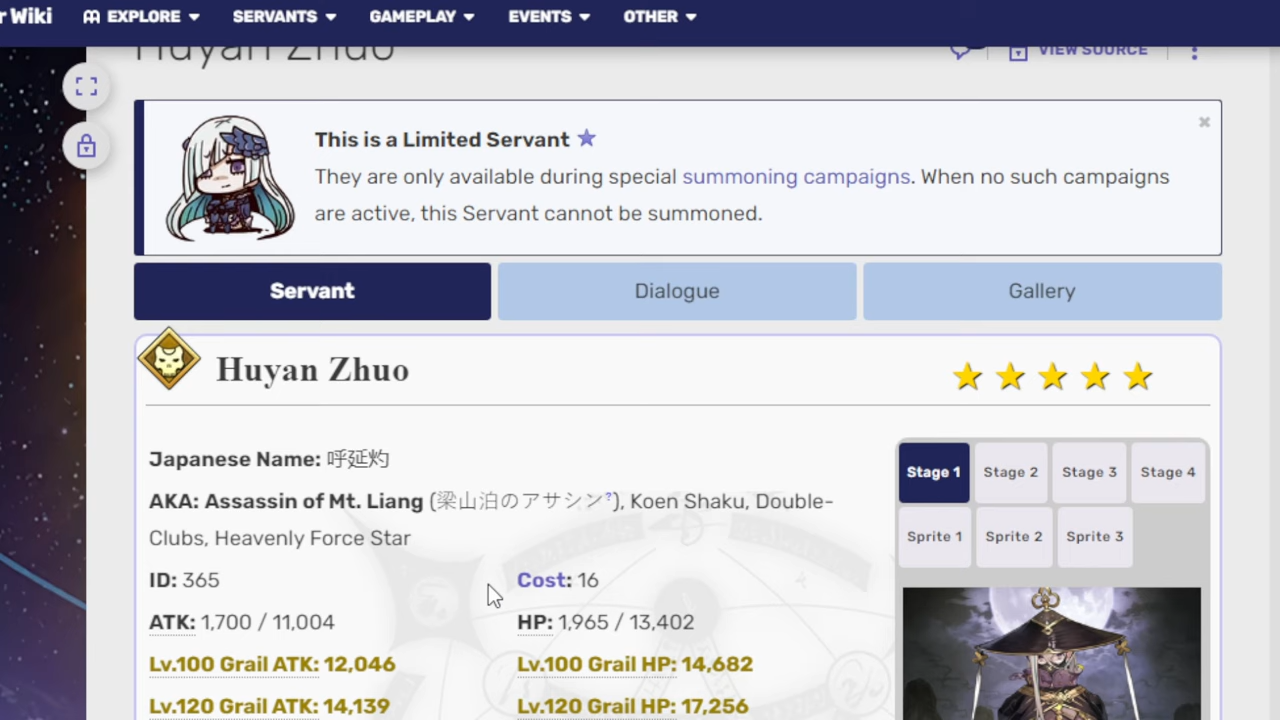 r Wiki EXPLORE SERVANTS GAMEPLAY EVENTS OTHER
Huyan Zhuo VIEW SOURCE
This is a Limited Servant
They are only available during special summoning campaigns. When no such campaigns
are active, this Servant cannot be summoned.
Servant Dialogue Gallery
Huyan Zhuo
Japanese Name: 呼延灼
AKA: Assassin of Mt. Liang (梁山泊のアサシン?), Koen Shaku, Double-
Clubs, Heavenly Force Star
ID: 365 Cost: 16
ATK: 1,700 / 11,004 HP: 1,965 / 13,402
Lv.100 Grail ATK: 12,046 Lv.100 Grail HP: 14,682
Lv.120 Grail ATK: 14,139 Lv.120 Grail HP: 17,256
Stage 1 Stage 2 Stage 3 Stage 4
Sprite 1 Sprite 2 Sprite 3